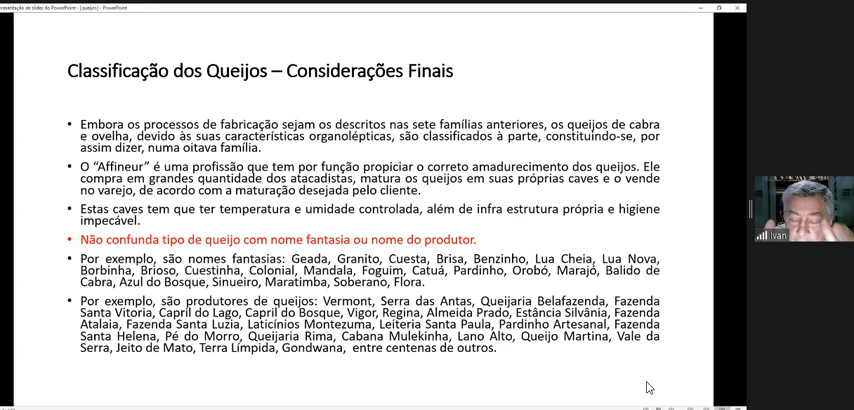 presentação de slides do PowerPoint - [queijos] - PowerPoint
Classificação dos Queijos – Considerações Finais
• Embora os processos de fabricação sejam os descritos nas sete famílias anteriores, os queijos de cabra
e ovelha, devido às suas características organolépticas, são classificados à parte, constituindo-se, por
assim dizer, numa oitava família.
• O “Affineur” é uma profissão que tem por função propiciar o correto amadurecimento dos queijos. Ele
compra em grandes quantidade dos atacadistas, matura os queijos em suas próprias caves e o vende
no varejo, de acordo com a maturação desejada pelo cliente.
• Estas caves tem que ter temperatura e umidade controlada, além de infra estrutura própria e higiene
impecável.
• Não confunda tipo de queijo com nome fantasia ou nome do produtor.
• Por exemplo, são nomes fantasias: Geada, Granito, Cuesta, Brisa, Benzinho, Lua Cheia, Lua Nova,
Borbinha, Brioso, Cuestinha, Colonial, Mandala, Foguim, Catuá, Pardinho, Orobó, Marajó, Balido de
Cabra, Azul do Bosque, Sinueiro, Maratimba, Soberano, Flora.
• Por exemplo, são produtores de queijos: Vermont, Serra das Antas, Queijaria Belafazenda, Fazenda
Santa Vitoria, Capril do Lago, Capril do Bosque, Vigor, Regina, Almeida Prado, Estância Silvânia, Fazenda
Atalaia, Fazenda Santa Luzia, Laticínios Montezuma, Leiteria Santa Paula, Pardinho Artesanal, Fazenda
Santa Helena, Pé do Morro, Queijaria Rima, Cabana Mulekinha, Lano Alto, Queijo Martina, Vale da
Serra, Jeito de Mato, Terra Límpida, Gondwana, entre centenas de outros.
Ivan